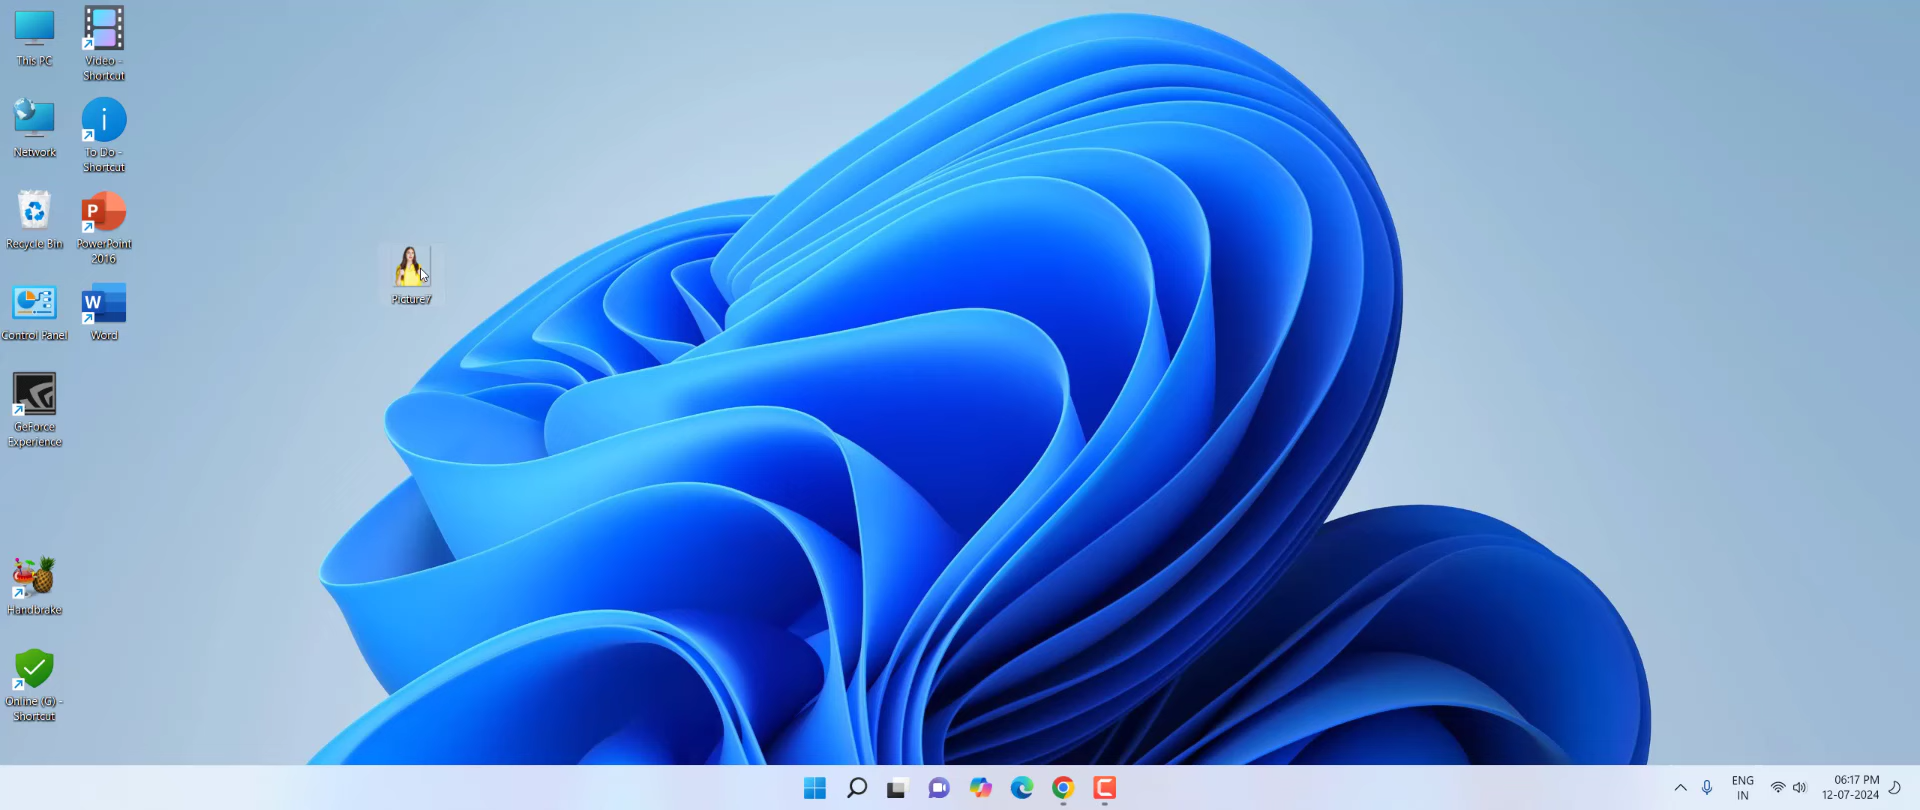 This PC
Video -
Shortcut
Network
To Do -
Shortcut
Recycle Bin
PowerPoint
2016
Picture7
Control Panel
Word
GeForce
Experience
Handbrake
Online (G) -
Shortcut
ENG
IN
06:17 PM
12-07-2024